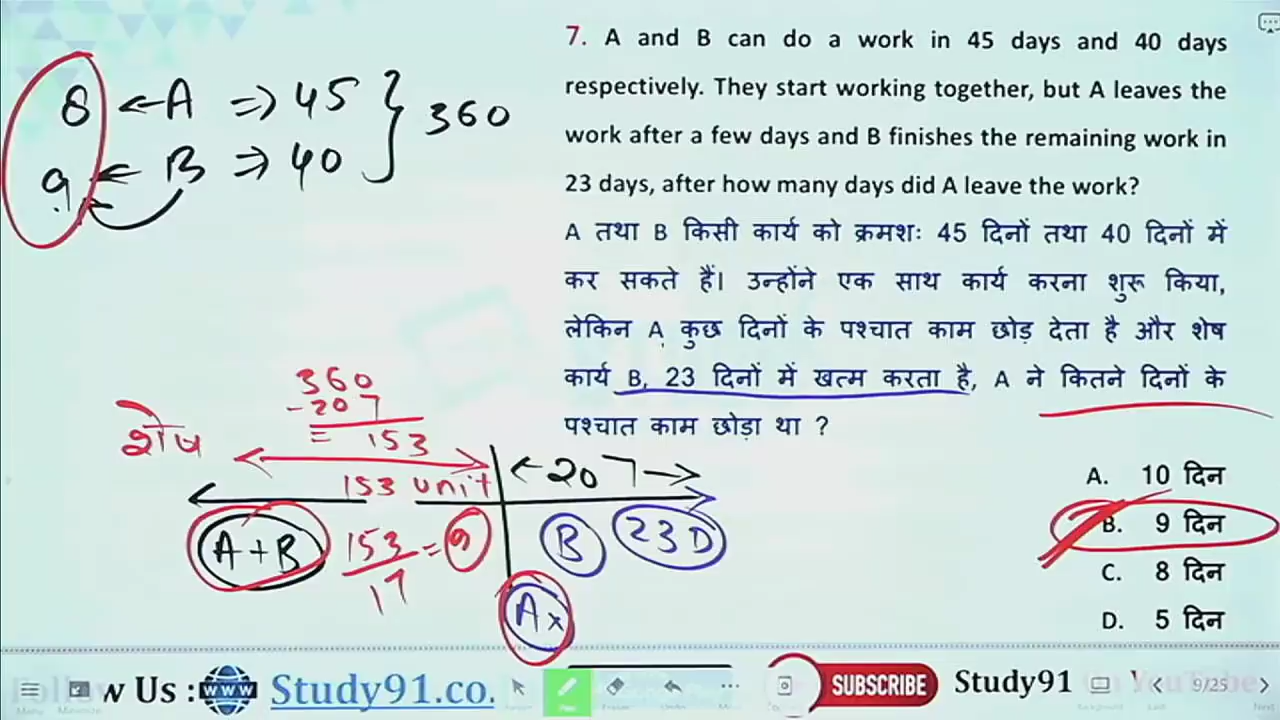 7. A and B can do a work in 45 days and 40 days
respectively. They start working together, but A leaves the
work after a few days and B finishes the remaining work in
23 days, after how many days did A leave the work?
A तथा B किसी कार्य को क्रमशः 45 दिनों तथा 40 दिनों में
कर सकते हैं। उन्होंने एक साथ कार्य करना शुरू किया,
लेकिन A कुछ दिनों के पश्चात काम छोड़ देता है और शेष
कार्य B, 23 दिनों में खत्म करता है, A ने कितने दिनों के
पश्चात काम छोड़ा था ?
A. 10 दिन
B. 9 दिन
C. 8 दिन
D. 5 दिन
8 ← A ⇒ 45
9 ← B ⇒ 40
} 360
360
-207
= 153
शेष
153 unit
← 207 →
A+B
153/17 = 9
B
23D
A×
w Us : www Study91.co.
SUBSCRIBE
Study91
9/25